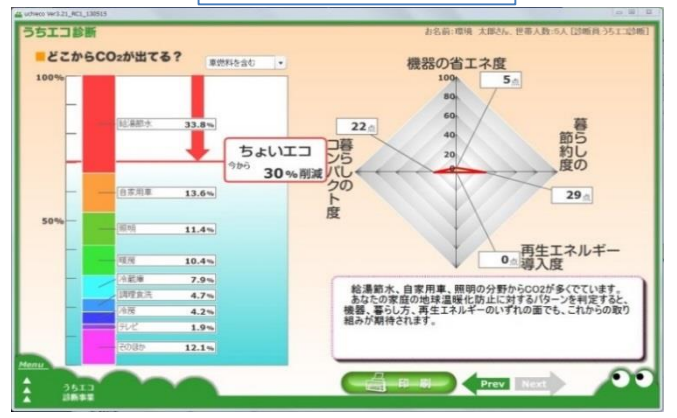 ucheco Ver3.21_RC1_130515
うちエコ診断
お名前:環境 太郎さん、世帯人数:5人 [診断員:うちエコ診断]
■どこからCO2が出てる？
車燃料を含む
100%
50%
給湯節水 33.8%
自家用車 13.6%
照明 11.4%
暖房 10.4%
冷蔵庫 7.9%
調理食洗 4.7%
冷房 4.2%
テレビ 1.9%
そのほか 12.1%
ちょいエコ
今から 30%削減
機器の省エネ度
100
80
60
40
20
0
5点
22点
29点
0点
暮らしのコンパクト度
暮らしの節約度
再生エネルギー導入度
給湯節水、自家用車、照明の分野からCO2が多くでています。
あなたの家庭の地球温暖化防止に対するパターンを判定すると、
機器、暮らし方、再生エネルギーのいずれの面でも、これからの取り
組みが期待されます。
Menu
うちエコ
診断事業
印 刷
Prev
Next